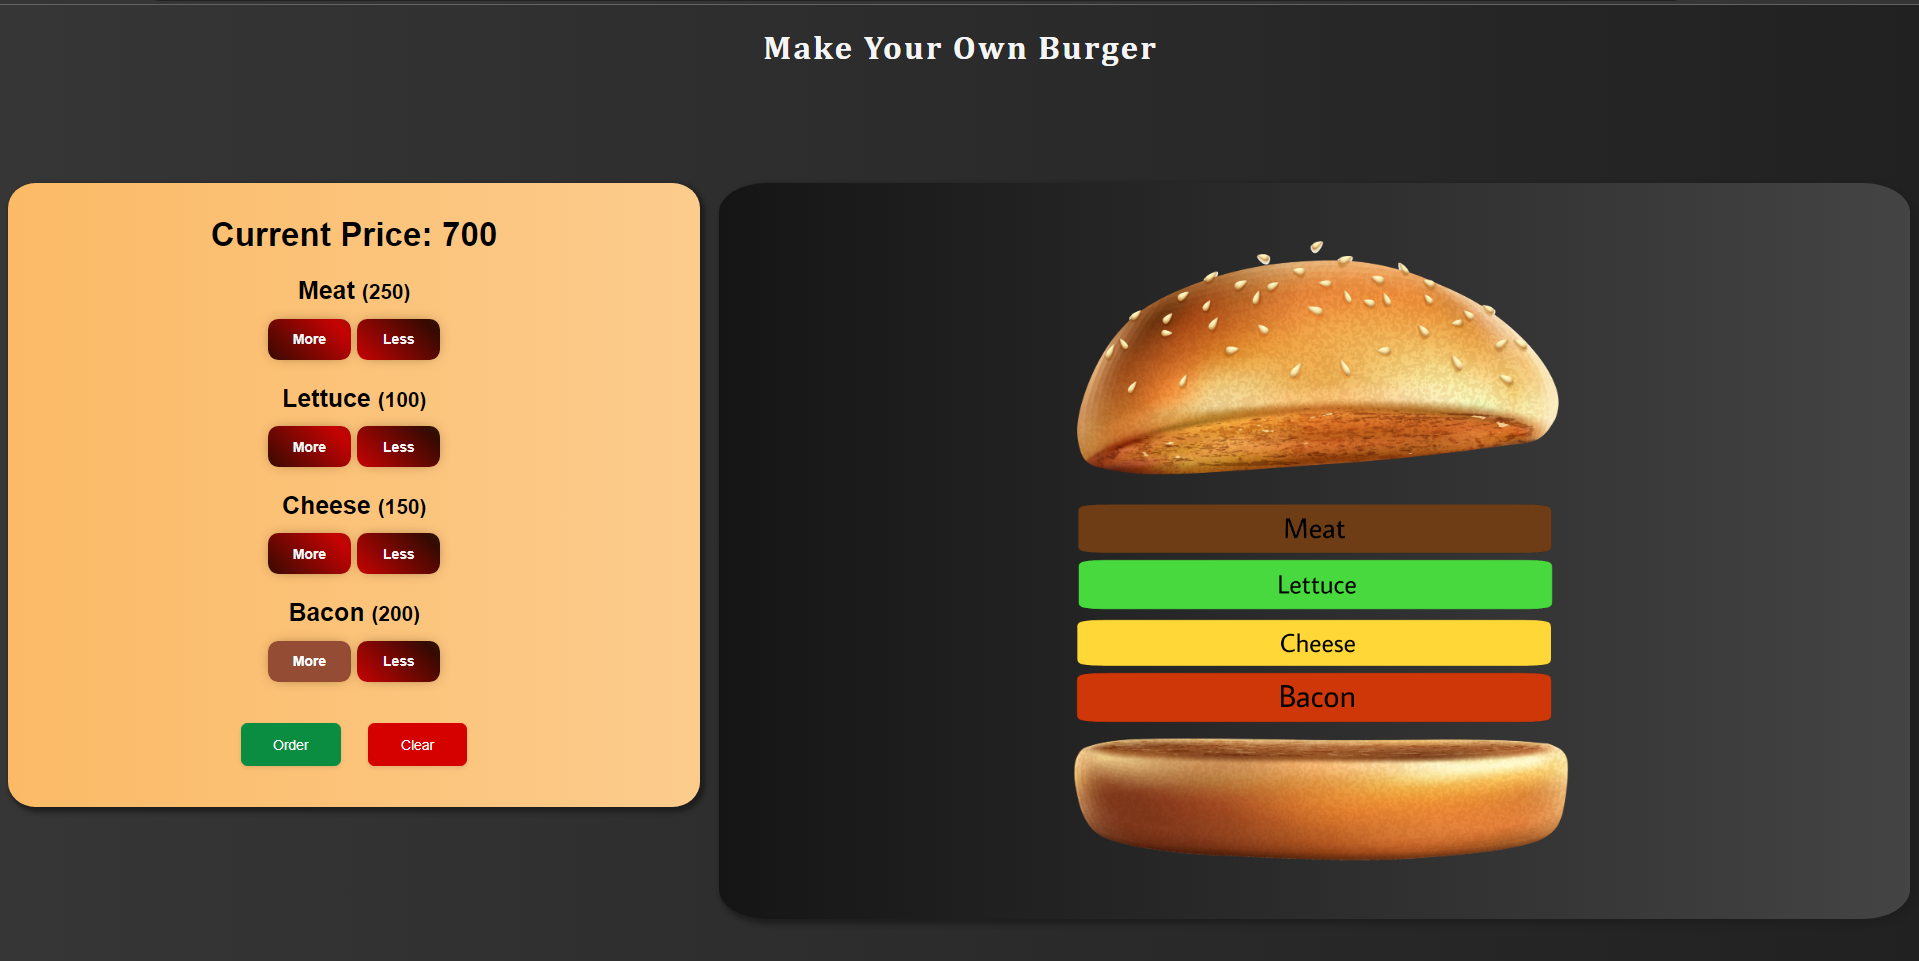 Make Your Own Burger
Current Price: 700
Meat (250)
More Less
Lettuce (100)
More Less
Cheese (150)
More Less
Bacon (200)
More Less
Order Clear
Meat
Lettuce
Cheese
Bacon